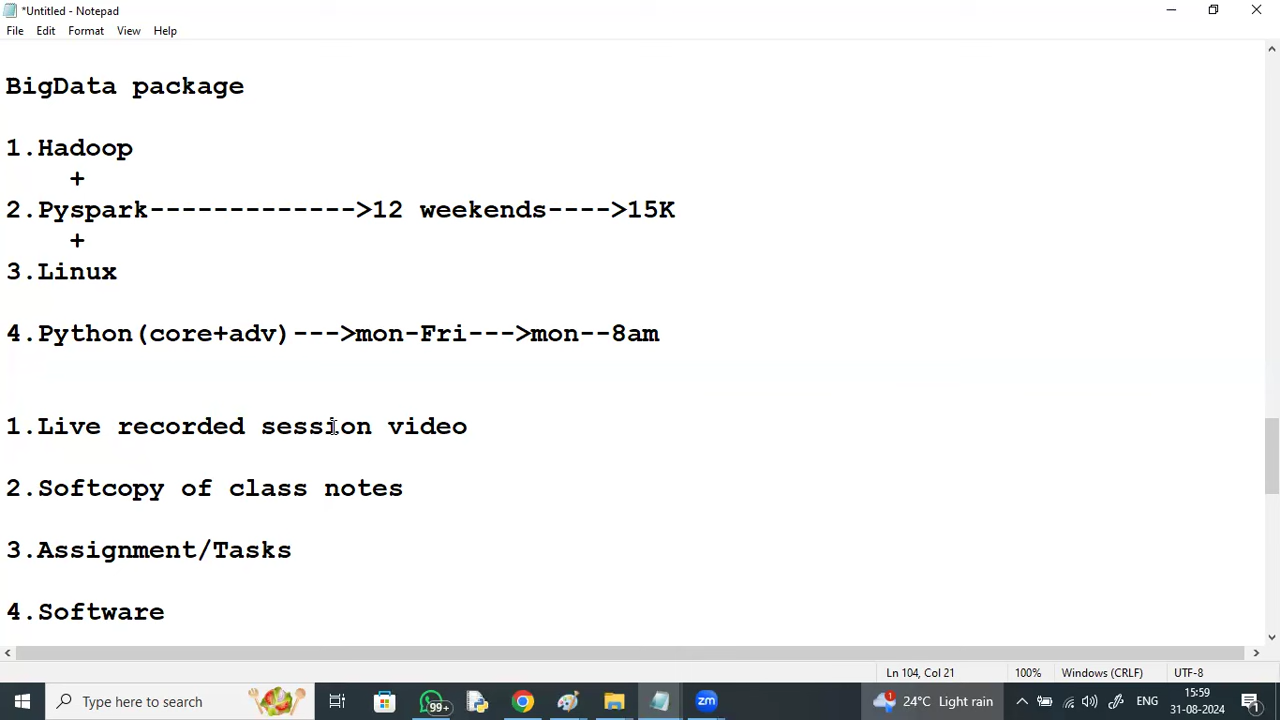 *Untitled - Notepad
File Edit Format View Help
BigData package
1.Hadoop
+
2.Pyspark------------->12 weekends---->15K
+
3.Linux
4.Python(core+adv)--->mon-Fri--->mon--8am
1.Live recorded session video
2.Softcopy of class notes
3.Assignment/Tasks
4.Software
Ln 104, Col 21 100% Windows (CRLF) UTF-8
Type here to search 99+ 1 24°C Light rain ENG 15:59
31-08-2024 1